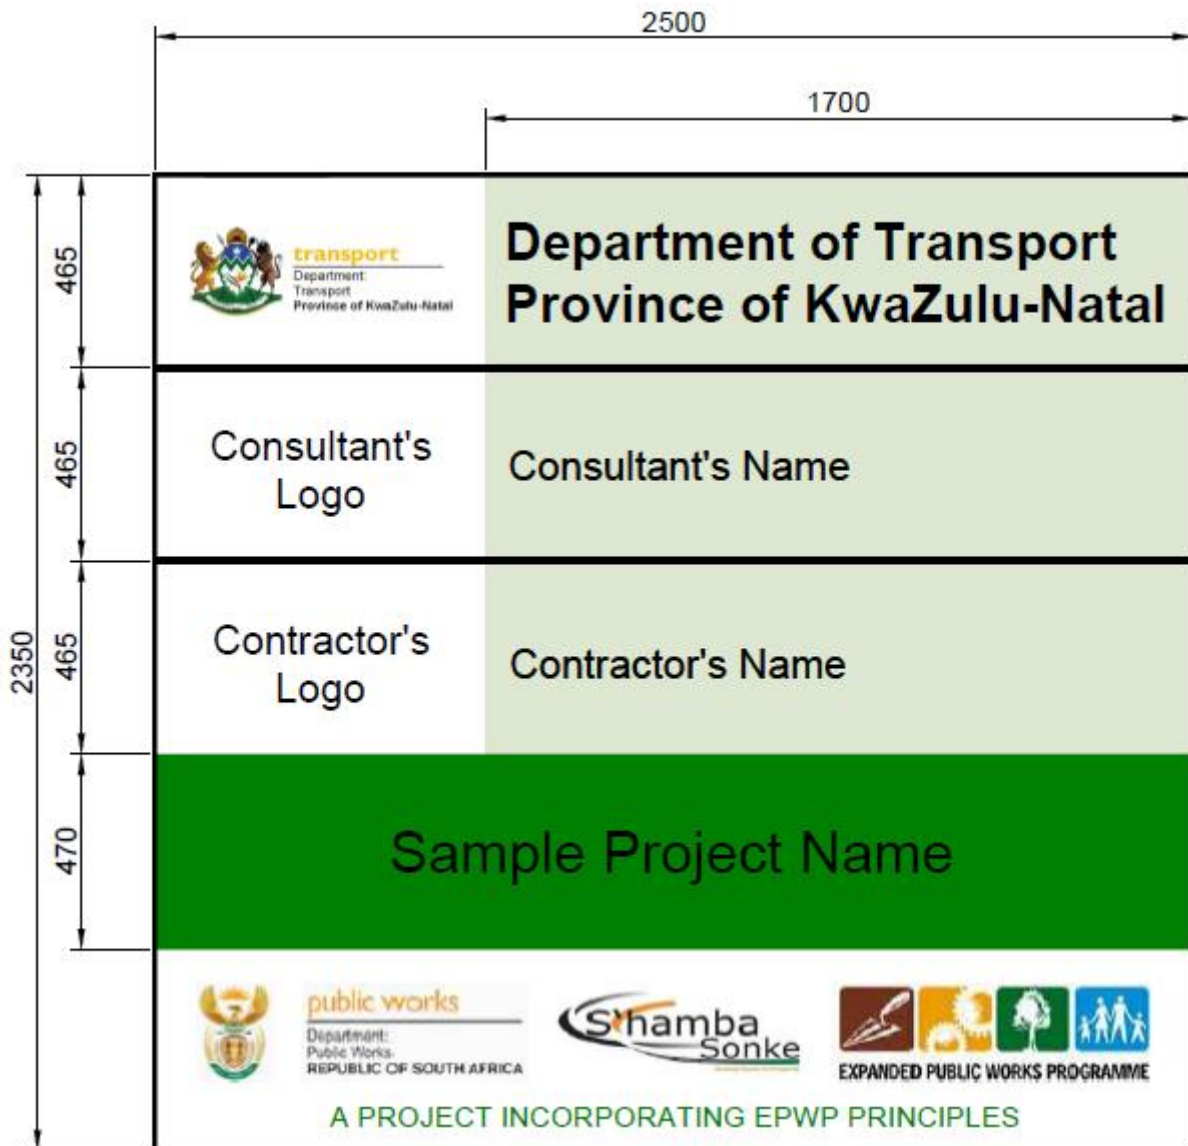 2500
1700
2350
465
transport
Department:
Transport
Province of KwaZulu-Natal
Department of Transport
Province of KwaZulu-Natal
465
Consultant's
Logo
Consultant's Name
465
Contractor's
Logo
Contractor's Name
470
Sample Project Name
public works
Department:
Public Works
REPUBLIC OF SOUTH AFRICA
S'hamba
Sonke
EXPANDED PUBLIC WORKS PROGRAMME
A PROJECT INCORPORATING EPWP PRINCIPLES